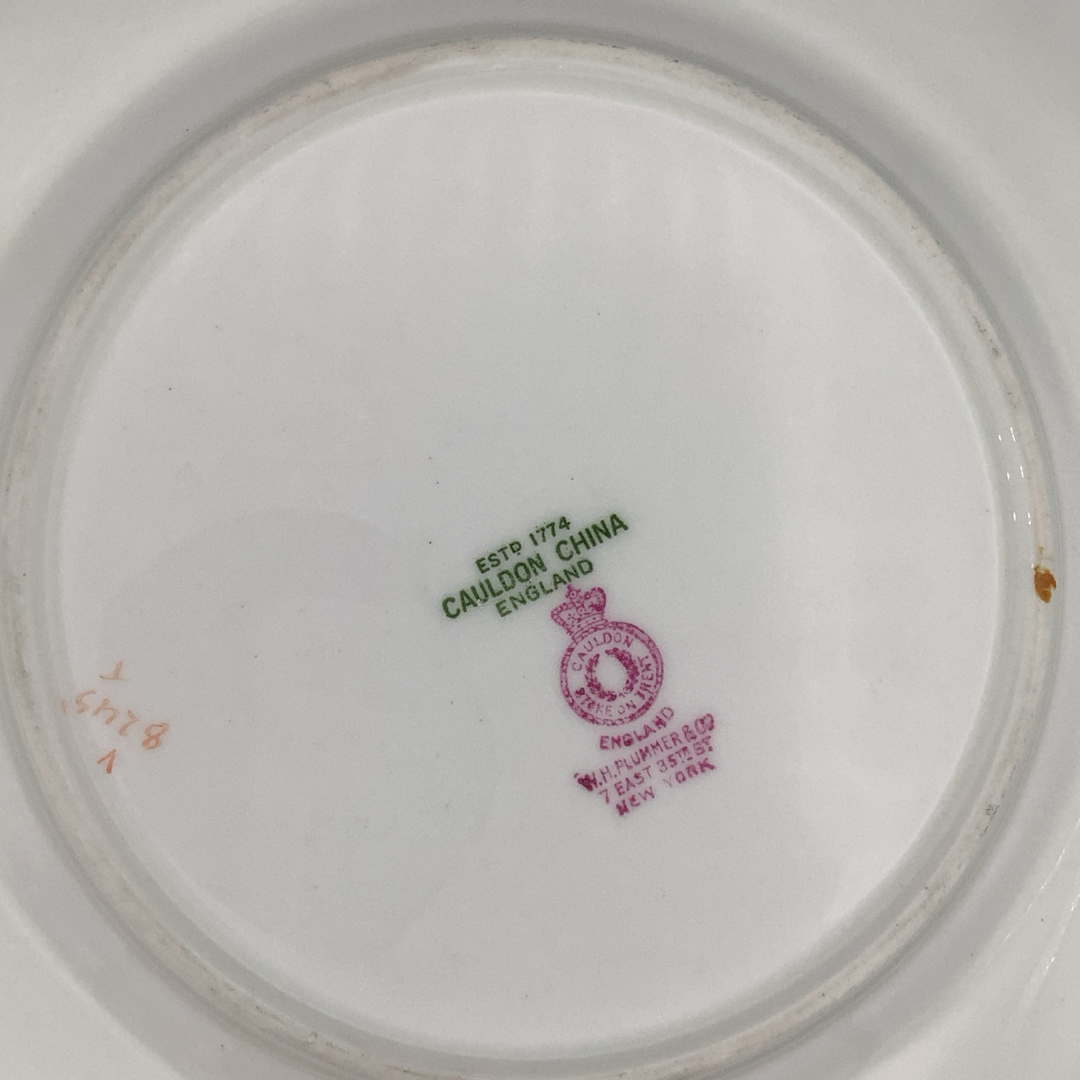 ESTD 1774
CAULDON CHINA
ENGLAND
CAULDON
STOKE ON TRENT
ENGLAND
W.H. PLUMMER & CO
7 EAST 35TH ST
NEW YORK
V
8245
T